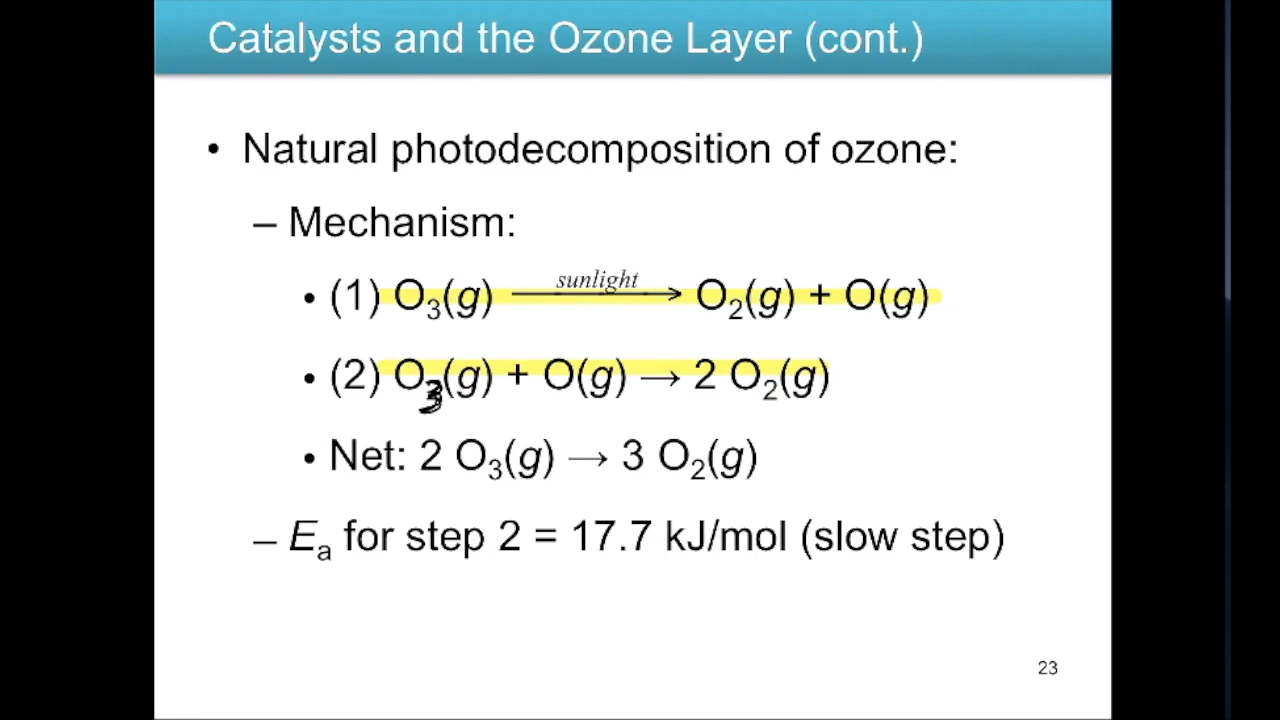 Catalysts and the Ozone Layer (cont.)
• Natural photodecomposition of ozone:
– Mechanism:
• (1) O₃(g) —sunlight→ O₂(g) + O(g)
• (2) O₃(g) + O(g) → 2 O₂(g)
• Net: 2 O₃(g) → 3 O₂(g)
– Eₐ for step 2 = 17.7 kJ/mol (slow step)
23